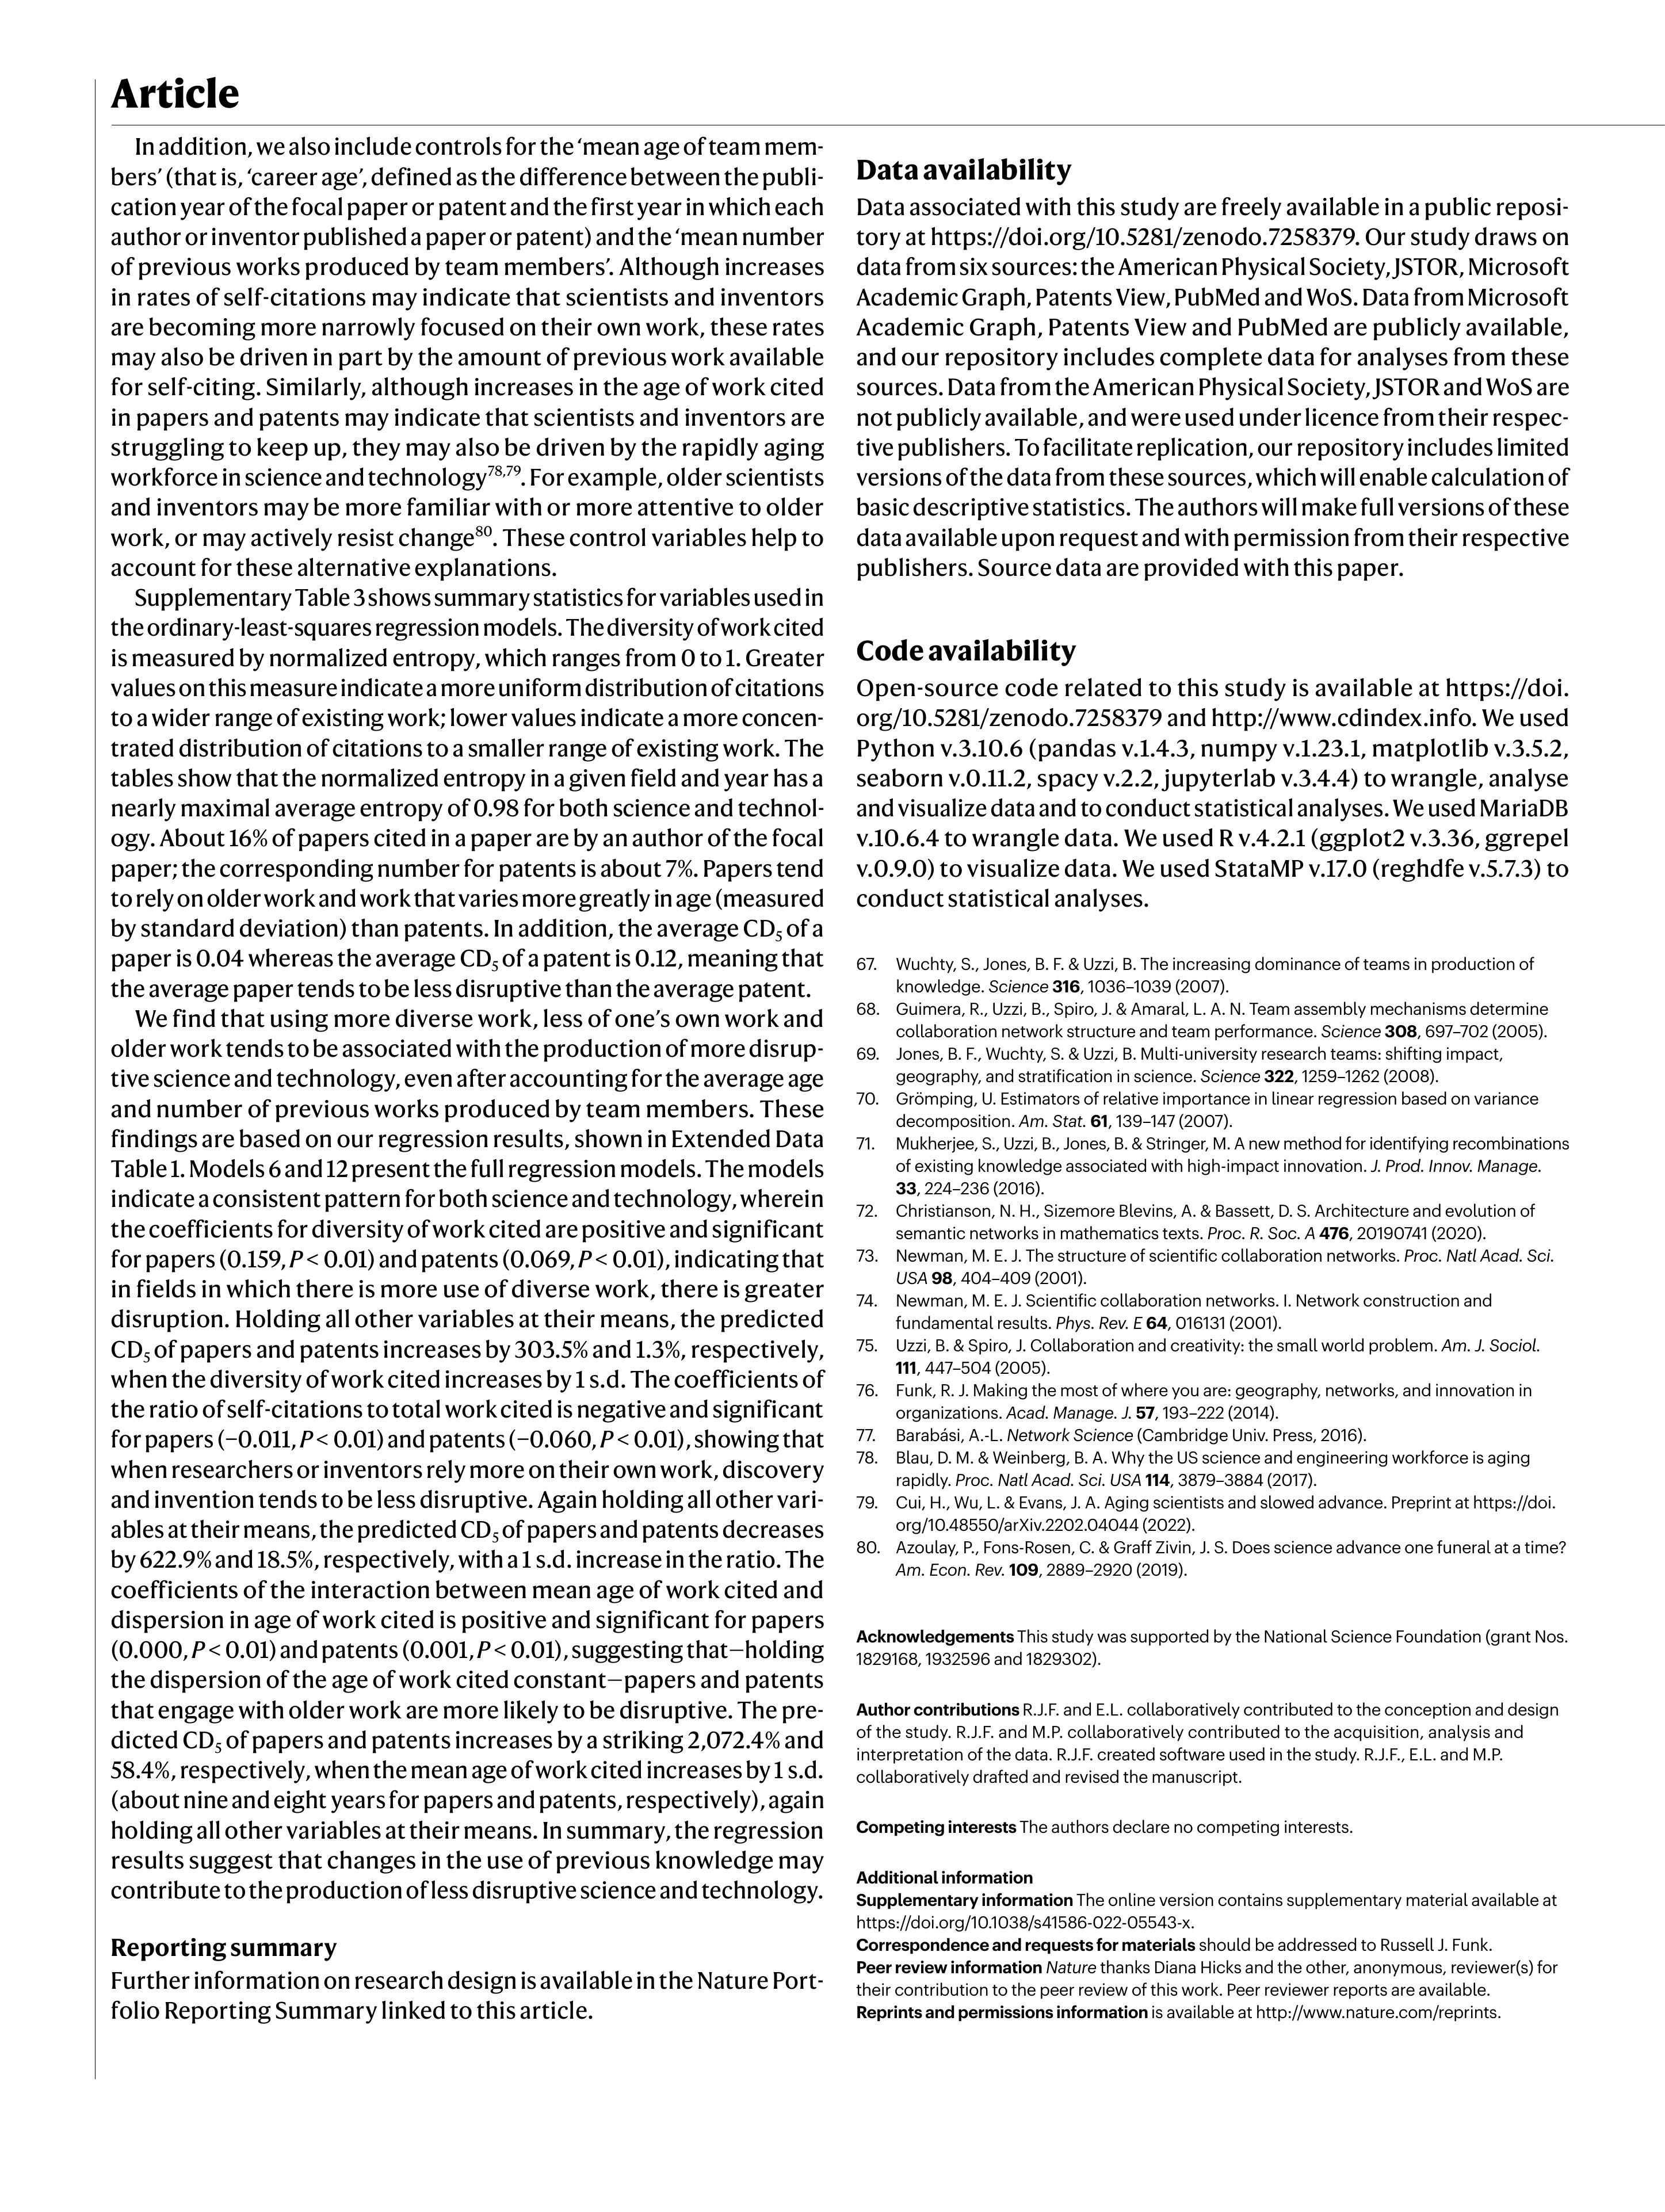 Article
In addition, we also include controls for the ‘mean age of team mem-
bers’ (that is, ‘career age’, defined as the difference between the publi-
cation year of the focal paper or patent and the first year in which each
author or inventor published a paper or patent) and the ‘mean number
of previous works produced by team members’. Although increases
in rates of self-citations may indicate that scientists and inventors
are becoming more narrowly focused on their own work, these rates
may also be driven in part by the amount of previous work available
for self-citing. Similarly, although increases in the age of work cited
in papers and patents may indicate that scientists and inventors are
struggling to keep up, they may also be driven by the rapidly aging
workforce in science and technology78,79. For example, older scientists
and inventors may be more familiar with or more attentive to older
work, or may actively resist change80. These control variables help to
account for these alternative explanations.
Supplementary Table 3 shows summary statistics for variables used in
the ordinary-least-squares regression models. The diversity of work cited
is measured by normalized entropy, which ranges from 0 to 1. Greater
values on this measure indicate a more uniform distribution of citations
to a wider range of existing work; lower values indicate a more concen-
trated distribution of citations to a smaller range of existing work. The
tables show that the normalized entropy in a given field and year has a
nearly maximal average entropy of 0.98 for both science and technol-
ogy. About 16% of papers cited in a paper are by an author of the focal
paper; the corresponding number for patents is about 7%. Papers tend
to rely on older work and work that varies more greatly in age (measured
by standard deviation) than patents. In addition, the average CD5 of a
paper is 0.04 whereas the average CD5 of a patent is 0.12, meaning that
the average paper tends to be less disruptive than the average patent.
We find that using more diverse work, less of one’s own work and
older work tends to be associated with the production of more disrup-
tive science and technology, even after accounting for the average age
and number of previous works produced by team members. These
findings are based on our regression results, shown in Extended Data
Table 1. Models 6 and 12 present the full regression models. The models
indicate a consistent pattern for both science and technology, wherein
the coefficients for diversity of work cited are positive and significant
for papers (0.159, P < 0.01) and patents (0.069, P < 0.01), indicating that
in fields in which there is more use of diverse work, there is greater
disruption. Holding all other variables at their means, the predicted
CD5 of papers and patents increases by 303.5% and 1.3%, respectively,
when the diversity of work cited increases by 1 s.d. The coefficients of
the ratio of self-citations to total work cited is negative and significant
for papers (−0.011, P < 0.01) and patents (−0.060, P < 0.01), showing that
when researchers or inventors rely more on their own work, discovery
and invention tends to be less disruptive. Again holding all other vari-
ables at their means, the predicted CD5 of papers and patents decreases
by 622.9% and 18.5%, respectively, with a 1 s.d. increase in the ratio. The
coefficients of the interaction between mean age of work cited and
dispersion in age of work cited is positive and significant for papers
(0.000, P < 0.01) and patents (0.001, P < 0.01), suggesting that—holding
the dispersion of the age of work cited constant—papers and patents
that engage with older work are more likely to be disruptive. The pre-
dicted CD5 of papers and patents increases by a striking 2,072.4% and
58.4%, respectively, when the mean age of work cited increases by 1 s.d.
(about nine and eight years for papers and patents, respectively), again
holding all other variables at their means. In summary, the regression
results suggest that changes in the use of previous knowledge may
contribute to the production of less disruptive science and technology.
Reporting summary
Further information on research design is available in the Nature Port-
folio Reporting Summary linked to this article.
Data availability
Data associated with this study are freely available in a public reposi-
tory at https://doi.org/10.5281/zenodo.7258379. Our study draws on
data from six sources: the American Physical Society, JSTOR, Microsoft
Academic Graph, Patents View, PubMed and WoS. Data from Microsoft
Academic Graph, Patents View and PubMed are publicly available,
and our repository includes complete data for analyses from these
sources. Data from the American Physical Society, JSTOR and WoS are
not publicly available, and were used under licence from their respec-
tive publishers. To facilitate replication, our repository includes limited
versions of the data from these sources, which will enable calculation of
basic descriptive statistics. The authors will make full versions of these
data available upon request and with permission from their respective
publishers. Source data are provided with this paper.
Code availability
Open-source code related to this study is available at https://doi.
org/10.5281/zenodo.7258379 and http://www.cdindex.info. We used
Python v.3.10.6 (pandas v.1.4.3, numpy v.1.23.1, matplotlib v.3.5.2,
seaborn v.0.11.2, spacy v.2.2, jupyterlab v.3.4.4) to wrangle, analyse
and visualize data and to conduct statistical analyses. We used MariaDB
v.10.6.4 to wrangle data. We used R v.4.2.1 (ggplot2 v.3.36, ggrepel
v.0.9.0) to visualize data. We used StataMP v.17.0 (reghdfe v.5.7.3) to
conduct statistical analyses.
67. Wuchty, S., Jones, B. F. & Uzzi, B. The increasing dominance of teams in production of
knowledge. Science 316, 1036–1039 (2007).
68. Guimera, R., Uzzi, B., Spiro, J. & Amaral, L. A. N. Team assembly mechanisms determine
collaboration network structure and team performance. Science 308, 697–702 (2005).
69. Jones, B. F., Wuchty, S. & Uzzi, B. Multi-university research teams: shifting impact,
geography, and stratification in science. Science 322, 1259–1262 (2008).
70. Grömping, U. Estimators of relative importance in linear regression based on variance
decomposition. Am. Stat. 61, 139–147 (2007).
71. Mukherjee, S., Uzzi, B., Jones, B. & Stringer, M. A new method for identifying recombinations
of existing knowledge associated with high-impact innovation. J. Prod. Innov. Manage.
33, 224–236 (2016).
72. Christianson, N. H., Sizemore Blevins, A. & Bassett, D. S. Architecture and evolution of
semantic networks in mathematics texts. Proc. R. Soc. A 476, 20190741 (2020).
73. Newman, M. E. J. The structure of scientific collaboration networks. Proc. Natl Acad. Sci.
USA 98, 404–409 (2001).
74. Newman, M. E. J. Scientific collaboration networks. I. Network construction and
fundamental results. Phys. Rev. E 64, 016131 (2001).
75. Uzzi, B. & Spiro, J. Collaboration and creativity: the small world problem. Am. J. Sociol.
111, 447–504 (2005).
76. Funk, R. J. Making the most of where you are: geography, networks, and innovation in
organizations. Acad. Manage. J. 57, 193–222 (2014).
77. Barabási, A.-L. Network Science (Cambridge Univ. Press, 2016).
78. Blau, D. M. & Weinberg, B. A. Why the US science and engineering workforce is aging
rapidly. Proc. Natl Acad. Sci. USA 114, 3879–3884 (2017).
79. Cui, H., Wu, L. & Evans, J. A. Aging scientists and slowed advance. Preprint at https://doi.
org/10.48550/arXiv.2202.04044 (2022).
80. Azoulay, P., Fons-Rosen, C. & Graff Zivin, J. S. Does science advance one funeral at a time?
Am. Econ. Rev. 109, 2889–2920 (2019).
Acknowledgements This study was supported by the National Science Foundation (grant Nos.
1829168, 1932596 and 1829302).
Author contributions R.J.F. and E.L. collaboratively contributed to the conception and design
of the study. R.J.F. and M.P. collaboratively contributed to the acquisition, analysis and
interpretation of the data. R.J.F. created software used in the study. R.J.F., E.L. and M.P.
collaboratively drafted and revised the manuscript.
Competing interests The authors declare no competing interests.
Additional information
Supplementary information The online version contains supplementary material available at
https://doi.org/10.1038/s41586-022-05543-x.
Correspondence and requests for materials should be addressed to Russell J. Funk.
Peer review information Nature thanks Diana Hicks and the other, anonymous, reviewer(s) for
their contribution to the peer review of this work. Peer reviewer reports are available.
Reprints and permissions information is available at http://www.nature.com/reprints.